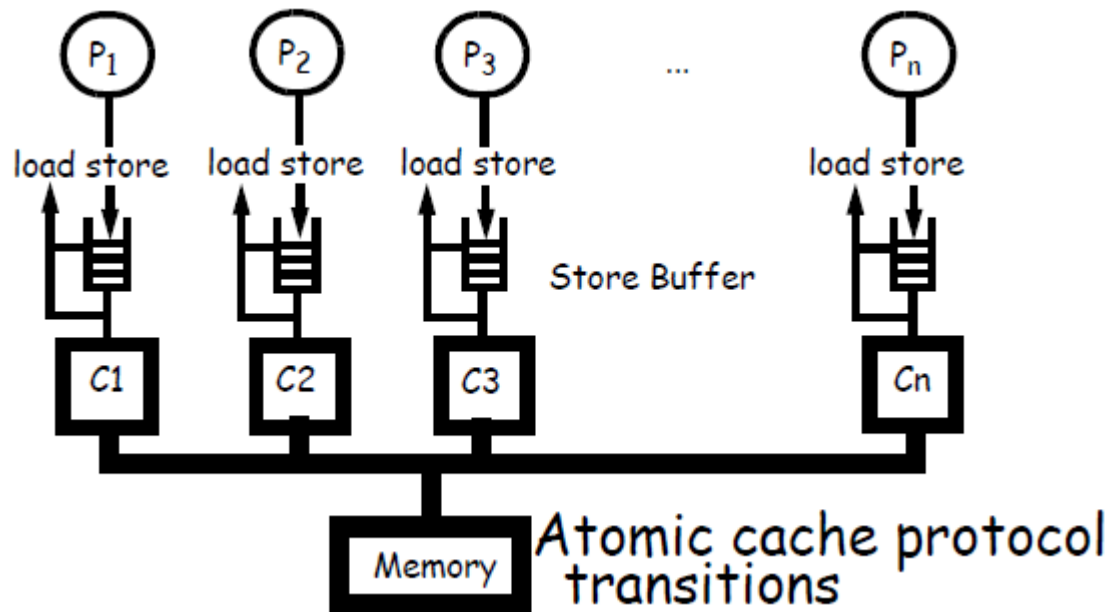 P1 P2 P3 ... Pn
load store load store load store load store
Store Buffer
C1 C2 C3 Cn
Memory
Atomic cache protocol
transitions